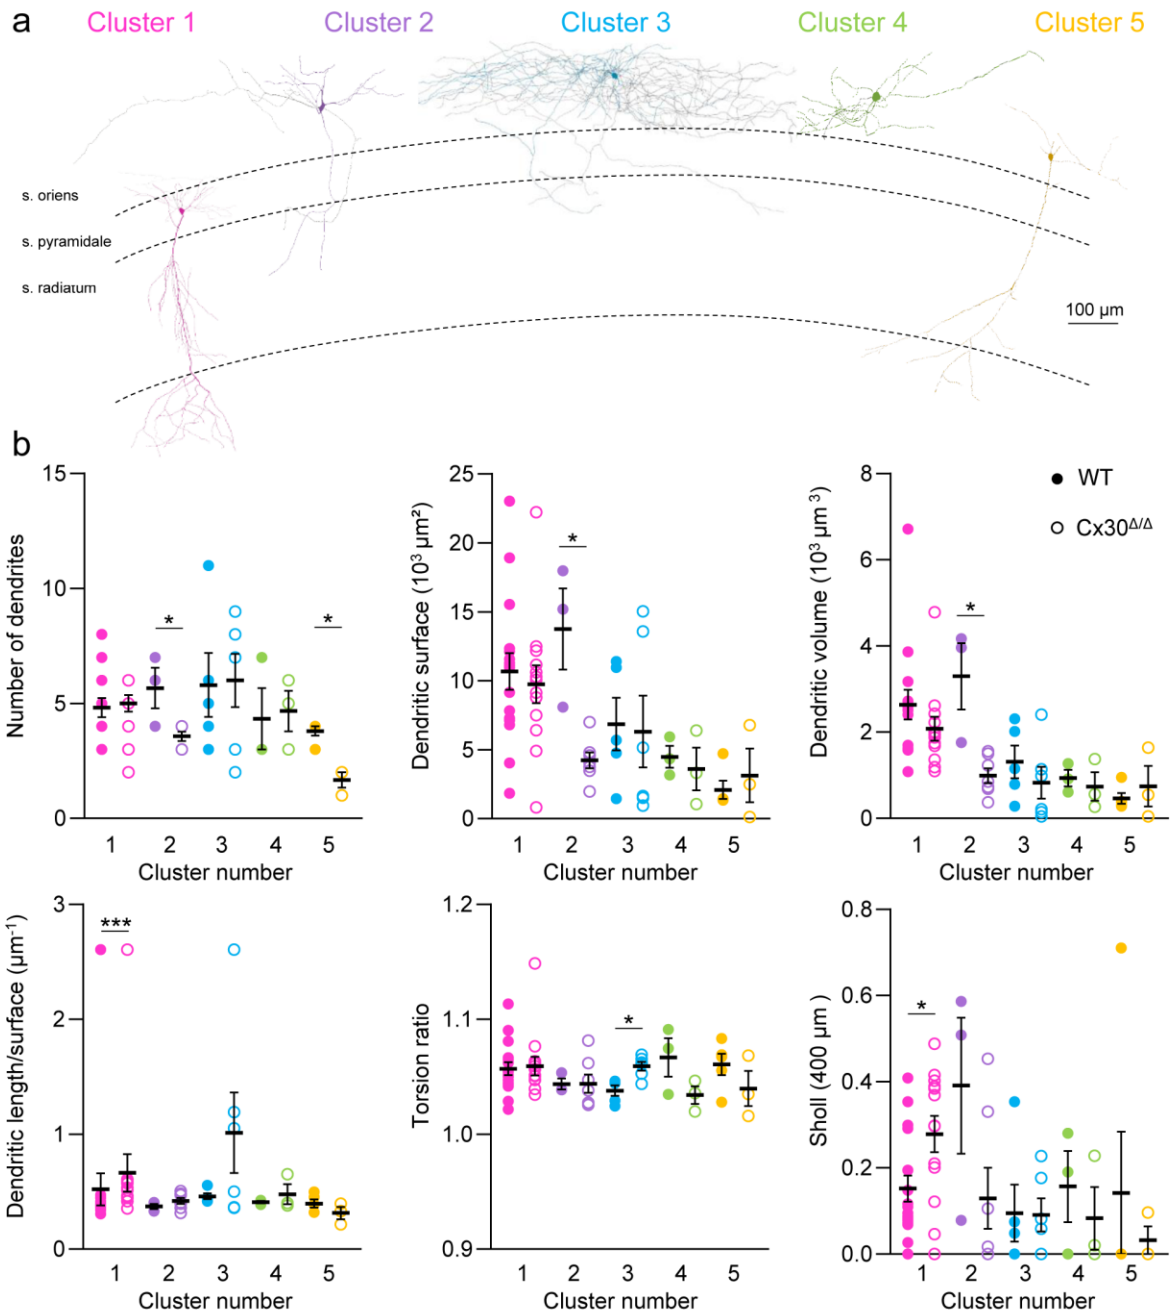 a
Cluster 1 Cluster 2 Cluster 3 Cluster 4 Cluster 5
s. oriens
s. pyramidale
s. radiatum
100 µm
b
Number of dendrites
15
10
5
0
*
*
1 2 3 4 5
Cluster number
Dendritic surface (10³ µm²)
25
20
15
10
5
0
*
1 2 3 4 5
Cluster number
Dendritic volume (10³ µm³)
8
6
4
2
0
*
WT
Cx30Δ/Δ
1 2 3 4 5
Cluster number
Dendritic length/surface (µm⁻¹)
3
2
1
0
***
1 2 3 4 5
Cluster number
Torsion ratio
1.2
1.1
1.0
0.9
*
1 2 3 4 5
Cluster number
Sholl (400 µm )
0.8
0.6
0.4
0.2
0.0
*
1 2 3 4 5
Cluster number